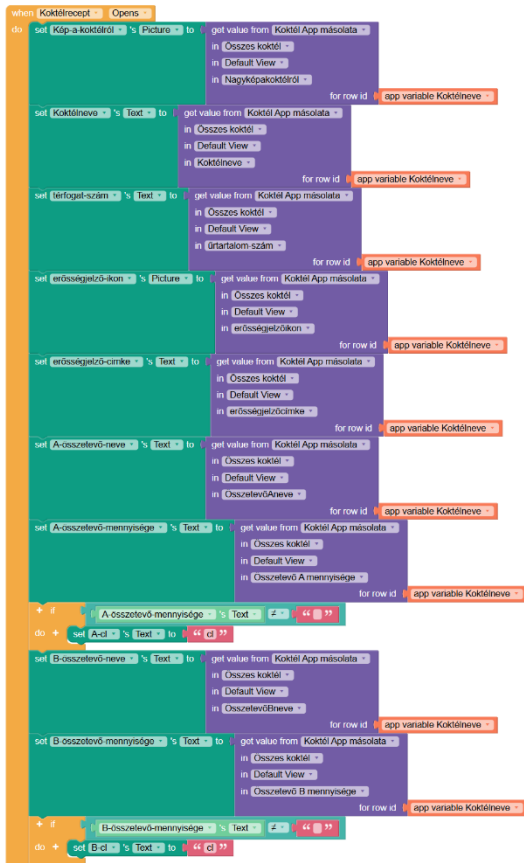 when Koktélrecept Opens
do set Kép-a-koktélról 's Picture to get value from Koktél App másolata
in Összes koktél
in Default View
in Nagyképakoktélról
for row id app variable Koktélneve
set Koktélneve 's Text to get value from Koktél App másolata
in Összes koktél
in Default View
in Koktélneve
for row id app variable Koktélneve
set térfogat-szám 's Text to get value from Koktél App másolata
in Összes koktél
in Default View
in űrtartalom-szám
for row id app variable Koktélneve
set erősségjelző-ikon 's Picture to get value from Koktél App másolata
in Összes koktél
in Default View
in erősségjelzőikon
for row id app variable Koktélneve
set erősségjelző-címke 's Text to get value from Koktél App másolata
in Összes koktél
in Default View
in erősségjelzőcímke
for row id app variable Koktélneve
set A-összetevő-neve 's Text to get value from Koktél App másolata
in Összes koktél
in Default View
in ÖsszetevőAneve
for row id app variable Koktélneve
set A-összetevő-mennyisége 's Text to get value from Koktél App másolata
in Összes koktél
in Default View
in Összetevő A mennyisége
for row id app variable Koktélneve
+ if A-összetevő-mennyisége 's Text ≠ “ ”
do + set A-cl 's Text to “ cl ”
set B-összetevő-neve 's Text to get value from Koktél App másolata
in Összes koktél
in Default View
in ÖsszetevőBneve
for row id app variable Koktélneve
set B-összetevő-mennyisége 's Text to get value from Koktél App másolata
in Összes koktél
in Default View
in Összetevő B mennyisége
for row id app variable Koktélneve
+ if B-összetevő-mennyisége 's Text ≠ “ ”
do + set B-cl 's Text to “ cl ”